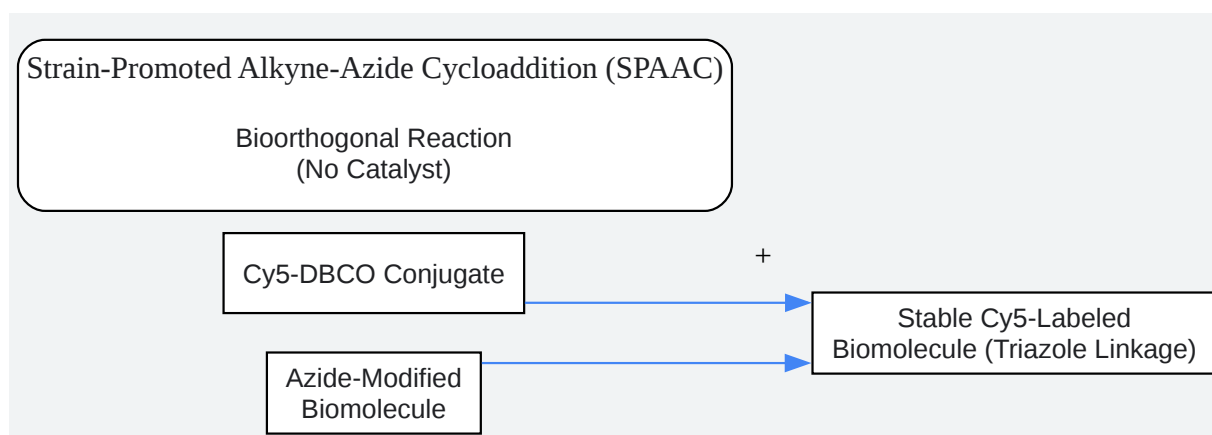 Strain-Promoted Alkyne-Azide Cycloaddition (SPAAC)
Bioorthogonal Reaction
(No Catalyst)
Cy5-DBCO Conjugate
+
Stable Cy5-Labeled
Biomolecule (Triazole Linkage)
Azide-Modified
Biomolecule